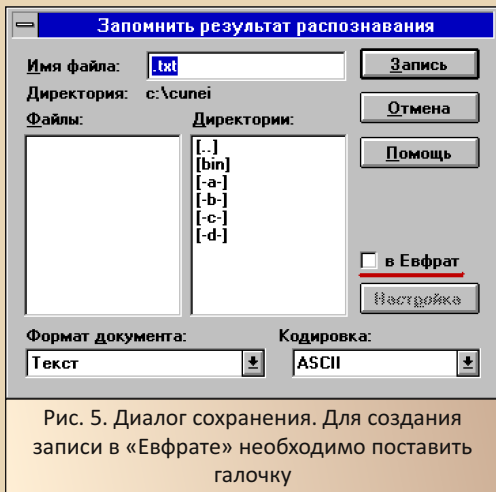 Запомнить результат распознавания
Имя файла: .txt Запись
Директория: c:\cunei
Отмена
Файлы: Директории:
Помощь
[..]
[bin]
[-a-]
[-b-]
[-c-]
[-d-]
в Евфрат
Настройка
Формат документа: Кодировка:
Текст ASCII
Рис. 5. Диалог сохранения. Для создания
записи в «Евфрате» необходимо поставить
галочку